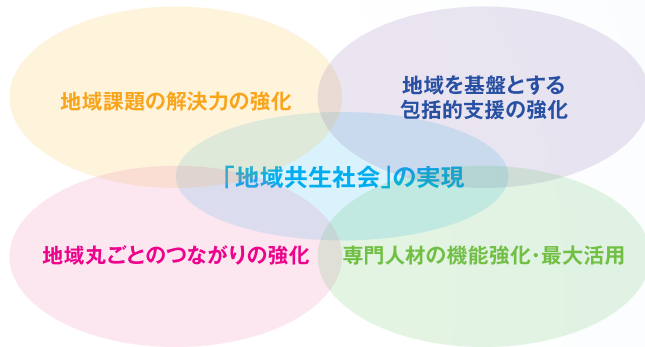 地域課題の解決力の強化
地域を基盤とする
包括的支援の強化
「地域共生社会」の実現
地域丸ごとのつながりの強化
専門人材の機能強化・最大活用